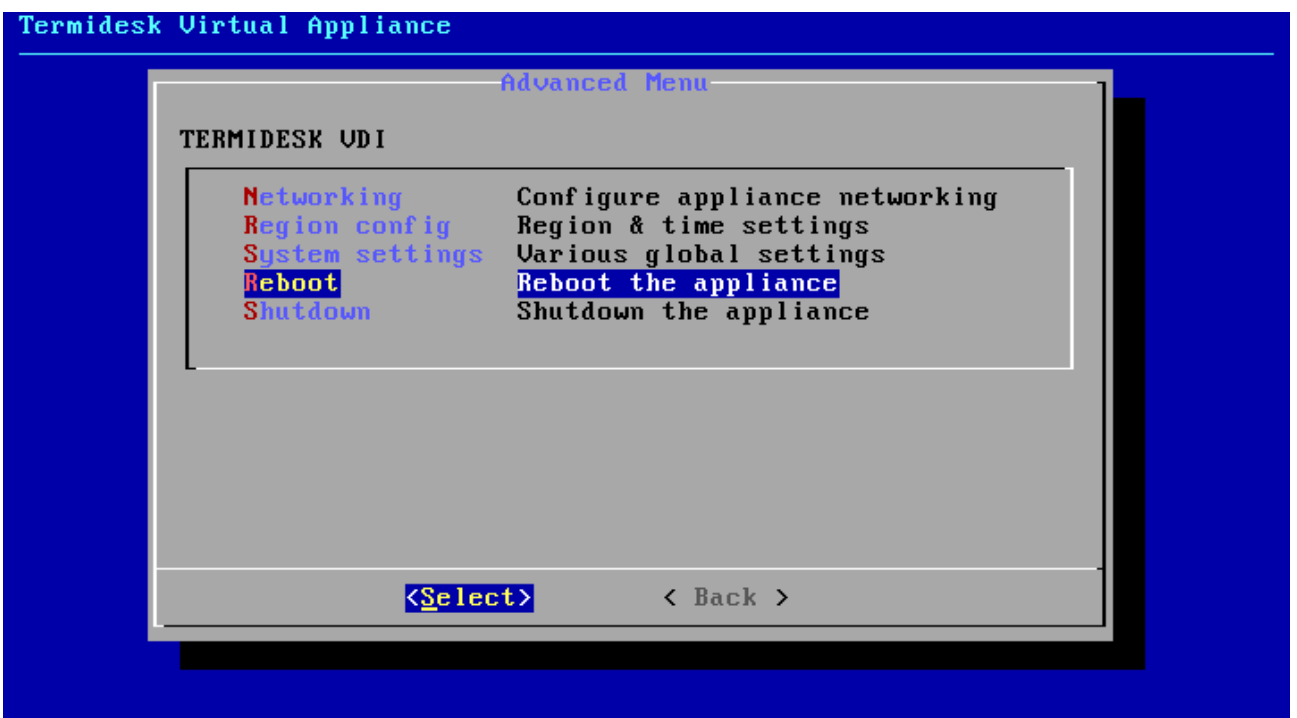 Termidesk Virtual Appliance
Advanced Menu
TERMIDESK VDI
Networking Configure appliance networking
Region config Region & time settings
System settings Various global settings
Reboot Reboot the appliance
Shutdown Shutdown the appliance
<Select> < Back >